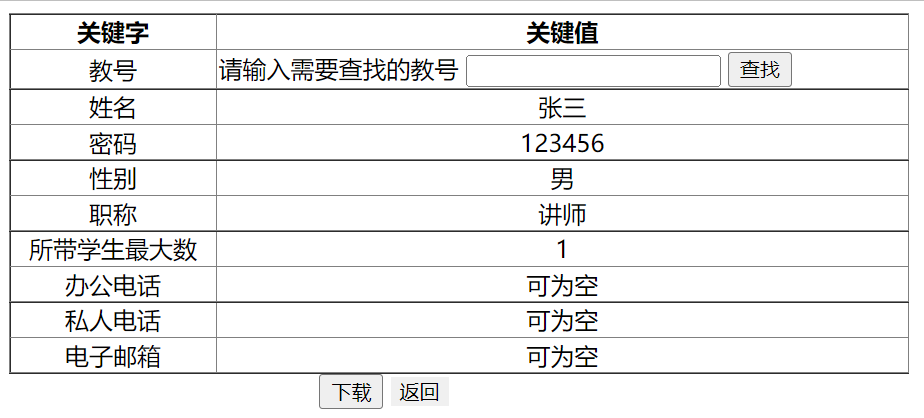 关键字 关键值
教号 请输入需要查找的教号 查找
姓名 张三
密码 123456
性别 男
职称 讲师
所带学生最大数 1
办公电话 可为空
私人电话 可为空
电子邮箱 可为空
下载 返回